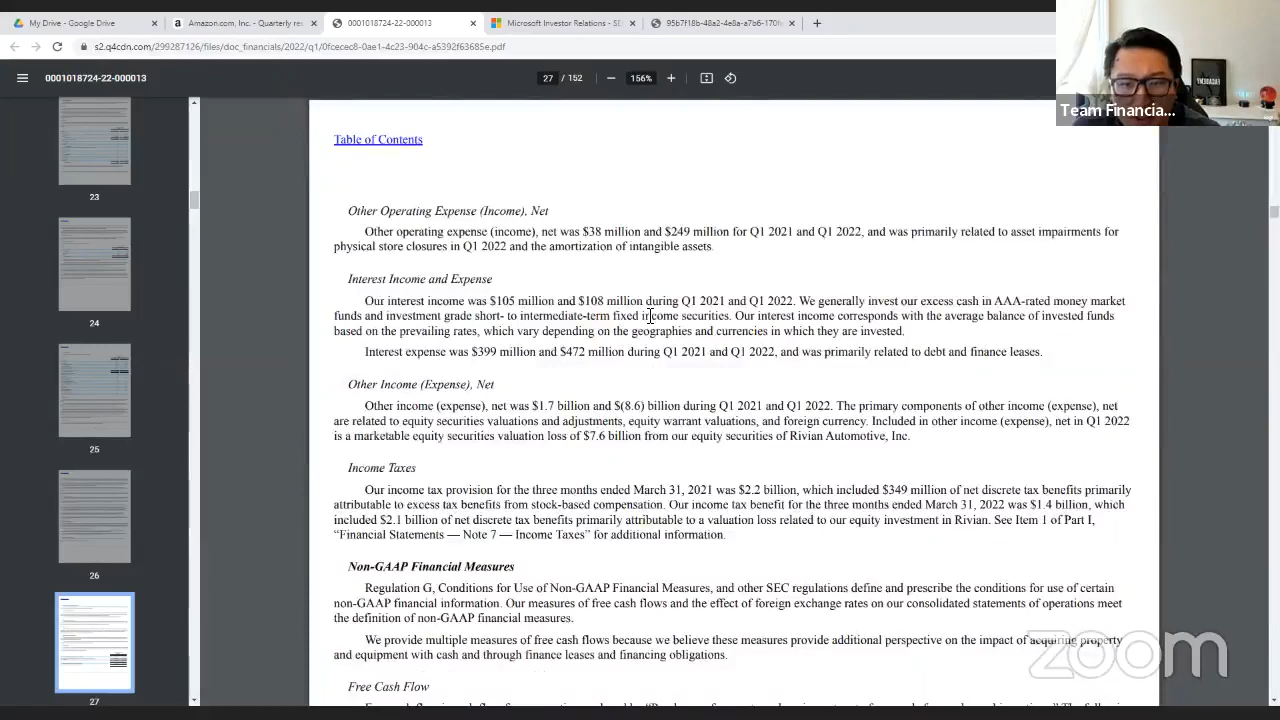 My Drive - Google Drive
Amazon.com, Inc. - Quarterly re
0001018724-22-000013
Microsoft Investor Relations - SE
95b7f18b-48a2-4e8a-a7b6-170f
s2.q4cdn.com/299287126/files/doc_financials/2022/q1/0fcecec8-0ae1-4c23-904c-a5392f63685e.pdf
0001018724-22-000013
27 / 152
156%
Team Financia...
23
24
25
26
27
Table of Contents
Other Operating Expense (Income), Net
Other operating expense (income), net was $38 million and $249 million for Q1 2021 and Q1 2022, and was primarily related to asset impairments for
physical store closures in Q1 2022 and the amortization of intangible assets.
Interest Income and Expense
Our interest income was $105 million and $108 million during Q1 2021 and Q1 2022. We generally invest our excess cash in AAA-rated money market
funds and investment grade short- to intermediate-term fixed income securities. Our interest income corresponds with the average balance of invested funds
based on the prevailing rates, which vary depending on the geographies and currencies in which they are invested.
Interest expense was $399 million and $472 million during Q1 2021 and Q1 2022, and was primarily related to debt and finance leases.
Other Income (Expense), Net
Other income (expense), net was $1.7 billion and $(8.6) billion during Q1 2021 and Q1 2022. The primary components of other income (expense), net
are related to equity securities valuations and adjustments, equity warrant valuations, and foreign currency. Included in other income (expense), net in Q1 2022
is a marketable equity securities valuation loss of $7.6 billion from our equity securities of Rivian Automotive, Inc.
Income Taxes
Our income tax provision for the three months ended March 31, 2021 was $2.2 billion, which included $349 million of net discrete tax benefits primarily
attributable to excess tax benefits from stock-based compensation. Our income tax benefit for the three months ended March 31, 2022 was $1.4 billion, which
included $2.1 billion of net discrete tax benefits primarily attributable to a valuation loss related to our equity investment in Rivian. See Item 1 of Part I,
“Financial Statements — Note 7 — Income Taxes” for additional information.
Non-GAAP Financial Measures
Regulation G, Conditions for Use of Non-GAAP Financial Measures, and other SEC regulations define and prescribe the conditions for use of certain
non-GAAP financial information. Our measures of free cash flows and the effect of foreign exchange rates on our consolidated statements of operations meet
the definition of non-GAAP financial measures.
We provide multiple measures of free cash flows because we believe these measures provide additional perspective on the impact of acquiring property
and equipment with cash and through finance leases and financing obligations.
Free Cash Flow
zoom